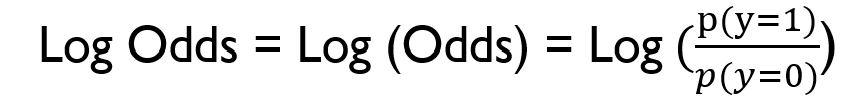 Log Odds = Log (Odds) = Log (p(y=1)/p(y=0))